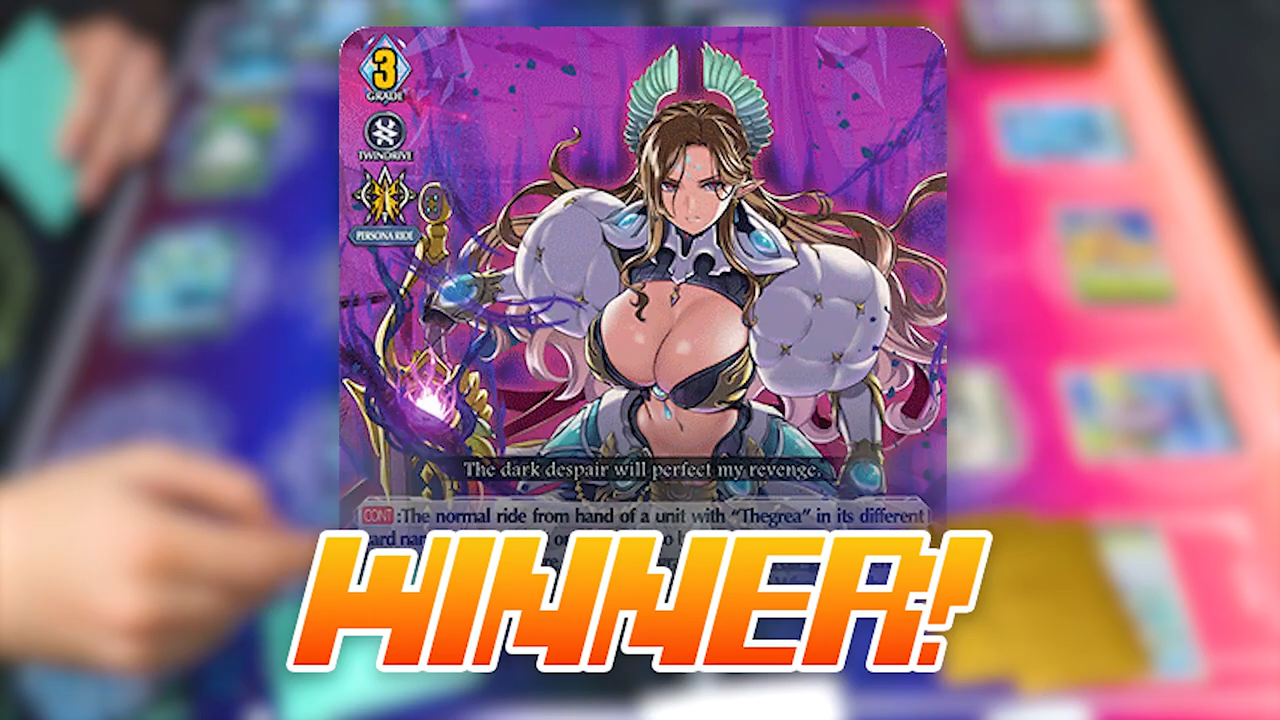 3
GRADE
TWINDRIVE
PERSONA RIDE
The dark despair will perfect my revenge.
CONT :The normal ride from hand of a unit with “Thegrea” in its different
WINNER!